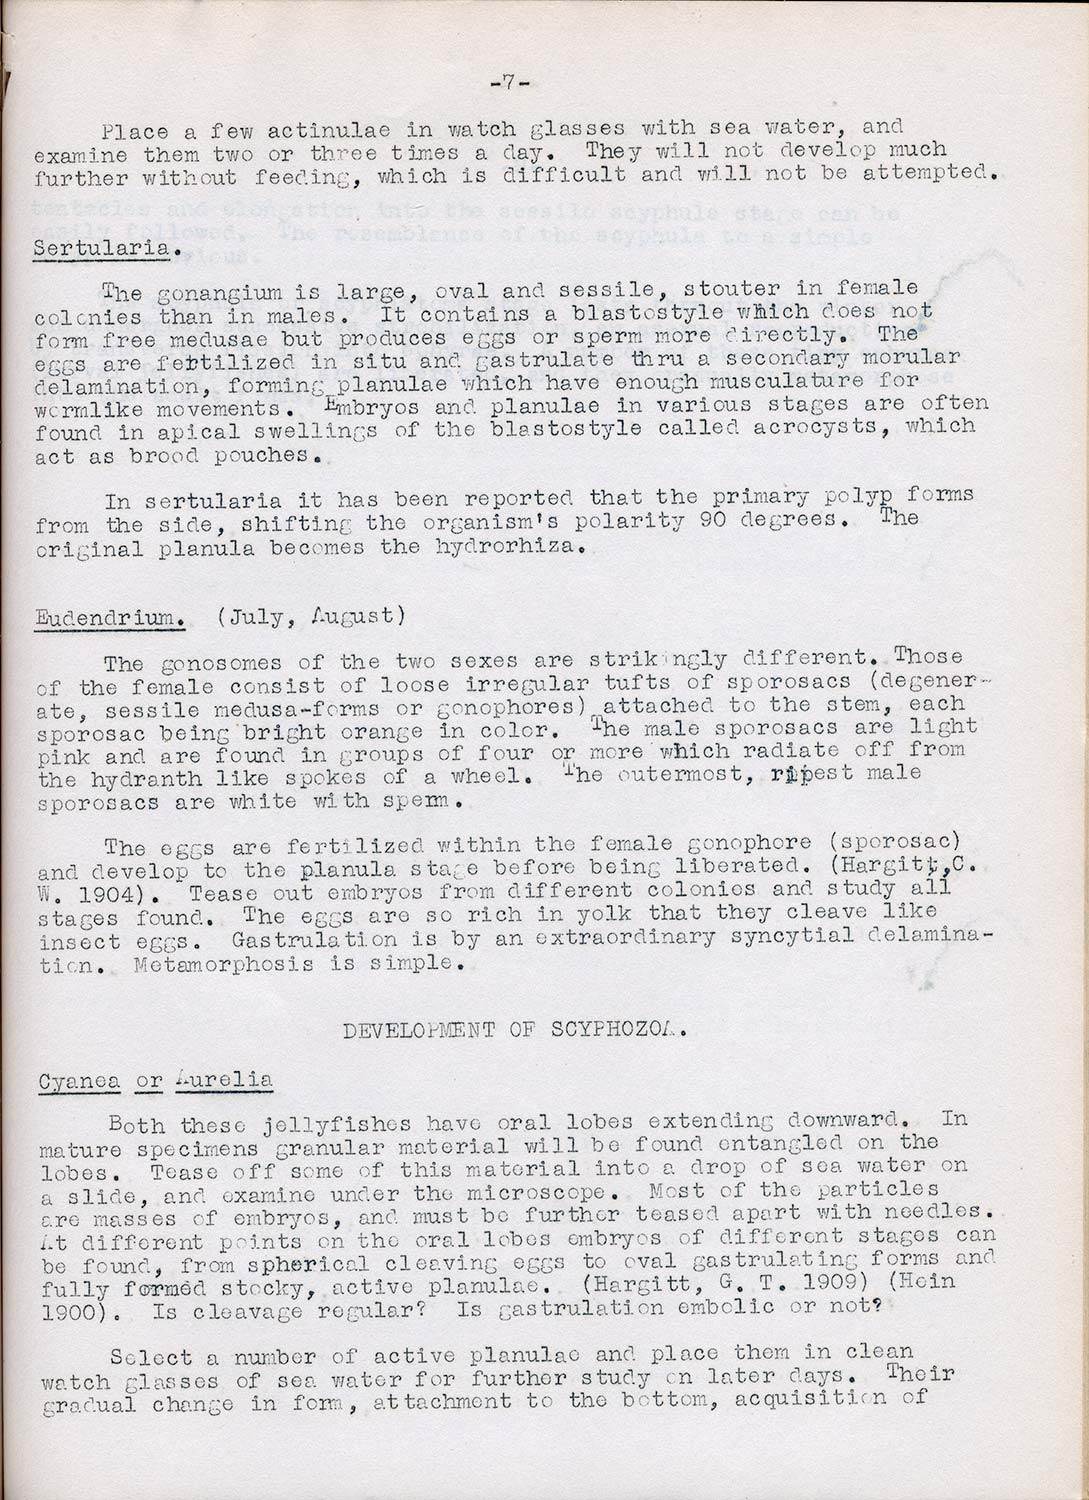 -7-
Place a few actinulae in watch glasses with sea water, and
examine them two or three times a day. They will not develop much
further without feeding, which is difficult and will not be attempted.
Sertularia.
The gonangium is large, oval and sessile, stouter in female
colonies than in males. It contains a blastostyle which does not
form free medusae but produces eggs or sperm more directly. The
eggs are fertilized in situ and gastrulate thru a secondary morular
delamination, forming planulae which have enough musculature for
wormlike movements. Embryos and planulae in various stages are often
found in apical swellings of the blastostyle called acrocysts, which
act as brood pouches.
In sertularia it has been reported that the primary polyp forms
from the side, shifting the organism's polarity 90 degrees. The
original planula becomes the hydrorhiza.
Eudendrium. (July, August)
The gonosomes of the two sexes are strikingly different. Those
of the female consist of loose irregular tufts of sporosacs (degener-
ate, sessile medusa-forms or gonophores) attached to the stem, each
sporosac being bright orange in color. The male sporosacs are light
pink and are found in groups of four or more which radiate off from
the hydranth like spokes of a wheel. The outermost, ripest male
sporosacs are white with sperm.
The eggs are fertilized within the female gonophore (sporosac)
and develop to the planula stage before being liberated. (Hargitt,C.
W. 1904). Tease out embryos from different colonies and study all
stages found. The eggs are so rich in yolk that they cleave like
insect eggs. Gastrulation is by an extraordinary syncytial delamina-
tion. Metamorphosis is simple.
DEVELOPMENT OF SCYPHOZOA.
Cyanea or Aurelia
Both these jellyfishes have oral lobes extending downward. In
mature specimens granular material will be found entangled on the
lobes. Tease off some of this material into a drop of sea water on
a slide, and examine under the microscope. Most of the particles
are masses of embryos, and must be further teased apart with needles.
At different points on the oral lobes embryos of different stages can
be found, from spherical cleaving eggs to oval gastrulating forms and
fully formed stocky, active planulae. (Hargitt, G. T. 1909) (Hein
1900). Is cleavage regular? Is gastrulation embolic or not?
Select a number of active planulae and place them in clean
watch glasses of sea water for further study on later days. Their
gradual change in form, attachment to the bottom, acquisition of